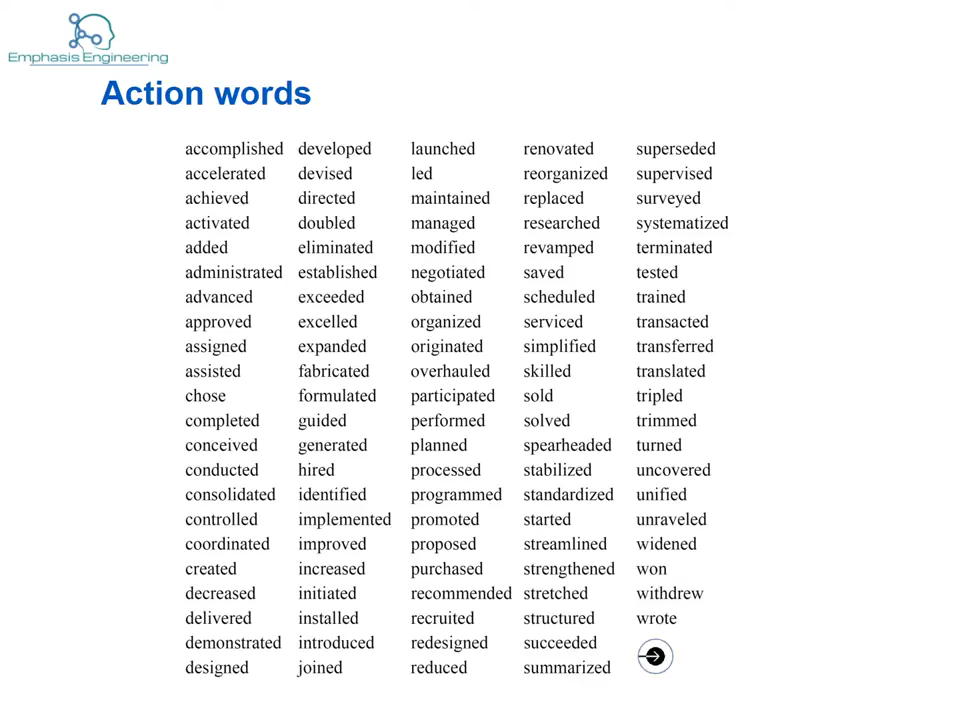 Emphasis Engineering
Action words
accomplished developed launched renovated superseded
accelerated devised led reorganized supervised
achieved directed maintained replaced surveyed
activated doubled managed researched systematized
added eliminated modified revamped terminated
administrated established negotiated saved tested
advanced exceeded obtained scheduled trained
approved excelled organized serviced transacted
assigned expanded originated simplified transferred
assisted fabricated overhauled skilled translated
chose formulated participated sold tripled
completed guided performed solved trimmed
conceived generated planned spearheaded turned
conducted hired processed stabilized uncovered
consolidated identified programmed standardized unified
controlled implemented promoted started unraveled
coordinated improved proposed streamlined widened
created increased purchased strengthened won
decreased initiated recommended stretched withdrew
delivered installed recruited structured wrote
demonstrated introduced redesigned succeeded
designed joined reduced summarized